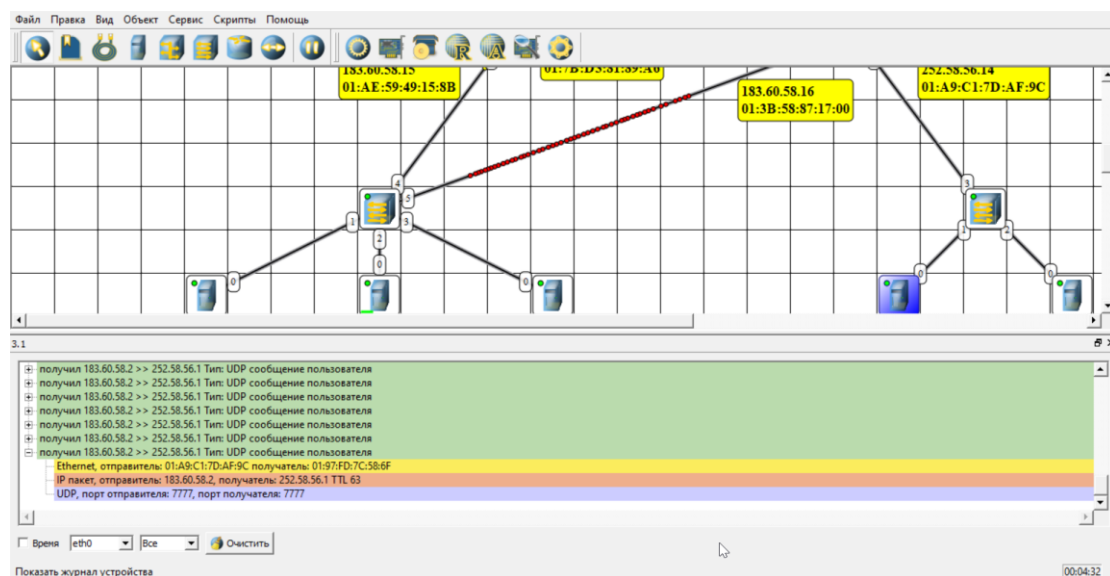 Файл Правка Вид Объект Сервис Скрипты Помощь
183.60.58.15
01:AE:59:49:15:8B
01:7B:D3:81:89:A0
183.60.58.16
01:3B:58:87:17:00
252.58.56.14
01:A9:C1:7D:AF:9C
4
5
1
3
2
0
0
0
3
1
2
0
0
3.1
получил 183.60.58.2 >> 252.58.56.1 Тип: UDP сообщение пользователя
получил 183.60.58.2 >> 252.58.56.1 Тип: UDP сообщение пользователя
получил 183.60.58.2 >> 252.58.56.1 Тип: UDP сообщение пользователя
получил 183.60.58.2 >> 252.58.56.1 Тип: UDP сообщение пользователя
получил 183.60.58.2 >> 252.58.56.1 Тип: UDP сообщение пользователя
получил 183.60.58.2 >> 252.58.56.1 Тип: UDP сообщение пользователя
получил 183.60.58.2 >> 252.58.56.1 Тип: UDP сообщение пользователя
Ethernet, отправитель: 01:A9:C1:7D:AF:9C получатель: 01:97:FD:7C:58:6F
IP пакет, отправитель: 183.60.58.2, получатель: 252.58.56.1 TTL 63
UDP, порт отправителя: 7777, порт получателя: 7777
Время eth0 Все Очистить
Показать журнал устройства 00:04:32